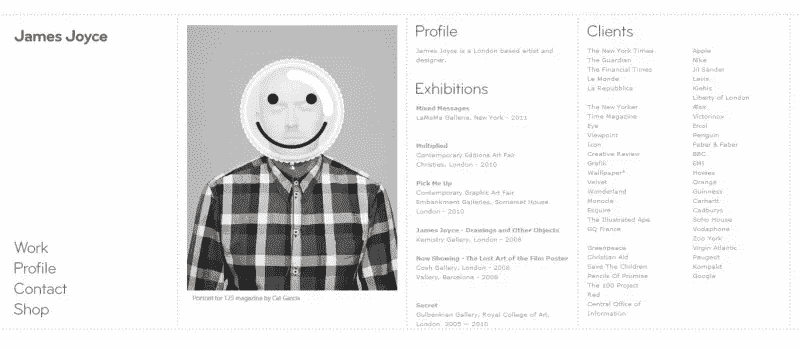 James Joyce
Work
Profile
Contact
Shop
Portrait for TJS magazine by Cat Garcia
Profile
James Joyce is a London based artist and
designer.
Exhibitions
Mixed Messages
LaMoMa Galleria, New York - 2011
Multiplied
Contemporary Editions Art Fair
Christies, London - 2010
Pick Me Up
Contemporary Graphic Art Fair
Embankment Galleries, Somerset House
London - 2010
James Joyce - Drawings and Other Objects
Kemistry Gallery, London - 2008
Now Showing - The Lost Art of the Film Poster
Cosh Gallery, London - 2008
Vallery, Barcelona - 2009
Secret
Gulbenkian Gallery, Royal College of Art,
London 2005 – 2010
Clients
The New York Times
The Guardian
The Financial Times
Le Monde
La Repubblica
The New Yorker
Time Magazine
Eye
Viewpoint
Icon
Creative Review
Grafik
Wallpaper*
Velvet
Wonderland
Monocle
Esquire
The Illustrated Ape
GQ France
Greenpeace
Christian Aid
Save The Children
Pencils Of Promise
The 100 Project
Red
Central Office of
Information
Apple
Nike
Jil Sander
Levis
Kiehls
Liberty of London
Victorinox
Penguin
Faber & Faber
BBC
EMI
Orange
Guinness
Carhartt
Cadburys
Soho House
Vodaphone
Zoo York
Virgin Atlantic
Peugeot
Kompakt
Google